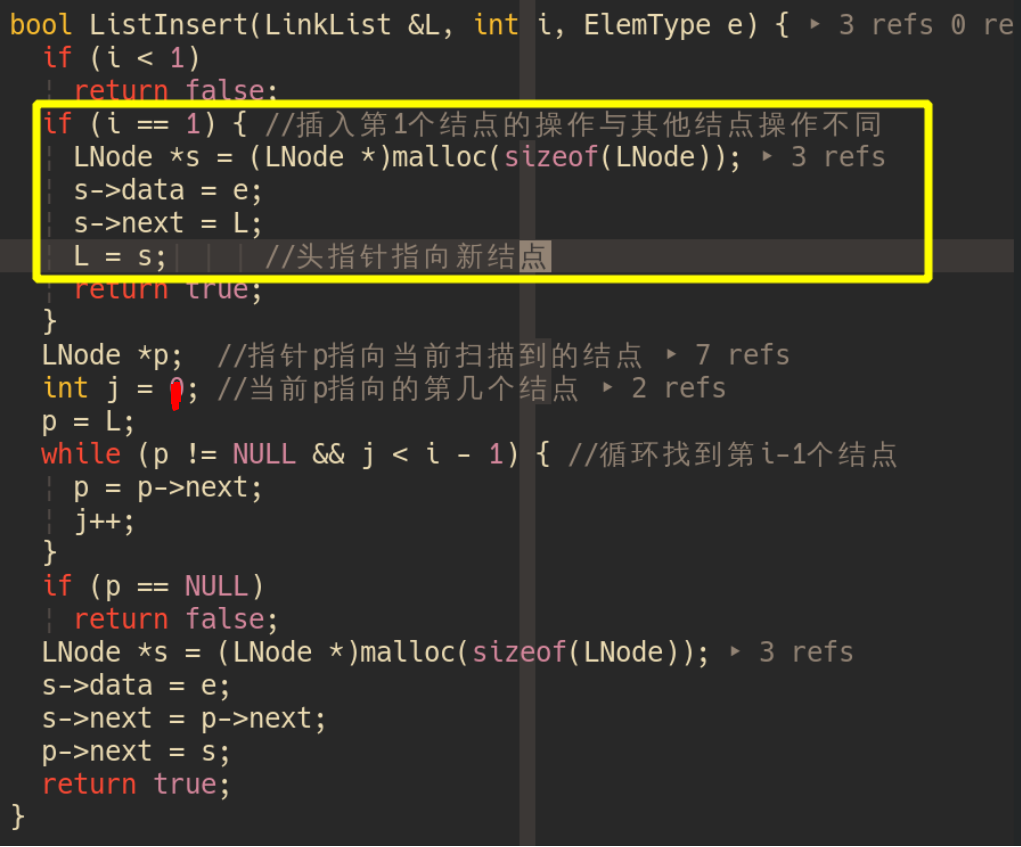 bool ListInsert(LinkList &L, int i, ElemType e) { ▸ 3 refs 0 re
if (i < 1)
return false;
if (i == 1) { //插入第1个结点的操作与其他结点操作不同
LNode *s = (LNode *)malloc(sizeof(LNode)); ▸ 3 refs
s->data = e;
s->next = L;
L = s; //头指针指向新结点
return true;
}
LNode *p; //指针p指向当前扫描到的结点 ▸ 7 refs
int j = ; //当前p指向的第几个结点 ▸ 2 refs
p = L;
while (p != NULL && j < i - 1) { //循环找到第i-1个结点
p = p->next;
j++;
}
if (p == NULL)
return false;
LNode *s = (LNode *)malloc(sizeof(LNode)); ▸ 3 refs
s->data = e;
s->next = p->next;
p->next = s;
return true;
}